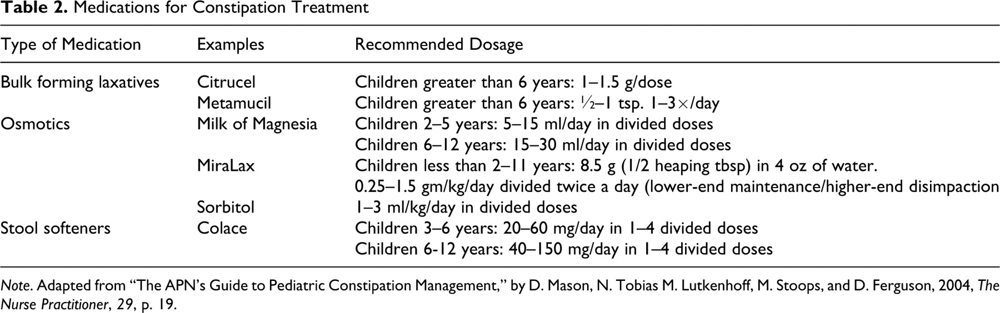 Table 2. Medications for Constipation Treatment
Type of Medication Examples Recommended Dosage
Bulk forming laxatives Citrucel Children greater than 6 years: 1–1.5 g/dose
Metamucil Children greater than 6 years: ½–1 tsp. 1–3×/day
Osmotics Milk of Magnesia Children 2–5 years: 5–15 ml/day in divided doses
Children 6–12 years: 15–30 ml/day in divided doses
MiraLax Children less than 2–11 years: 8.5 g (1/2 heaping tbsp) in 4 oz of water.
0.25–1.5 gm/kg/day divided twice a day (lower-end maintenance/higher-end disimpaction
Sorbitol 1–3 ml/kg/day in divided doses
Stool softeners Colace Children 3–6 years: 20–60 mg/day in 1–4 divided doses
Children 6-12 years: 40–150 mg/day in 1–4 divided doses
Note. Adapted from “The APN’s Guide to Pediatric Constipation Management,” by D. Mason, N. Tobias M. Lutkenhoff, M. Stoops, and D. Ferguson, 2004, The
Nurse Practitioner, 29, p. 19.